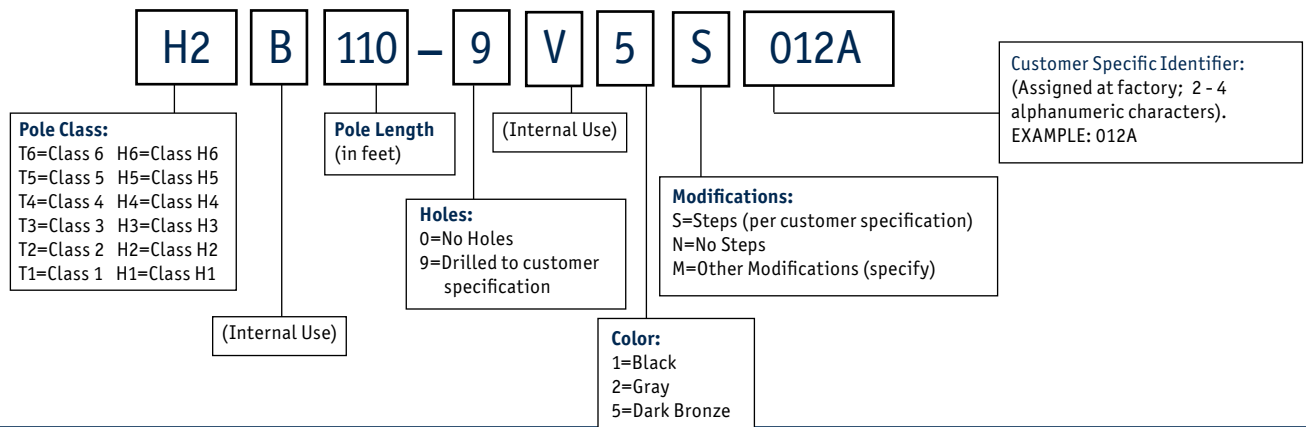 H2 B 110 – 9 V 5 S 012A
Customer Specific Identifier:
(Assigned at factory; 2 - 4
alphanumeric characters).
EXAMPLE: 012A
Pole Class:
T6=Class 6 H6=Class H6
T5=Class 5 H5=Class H5
T4=Class 4 H4=Class H4
T3=Class 3 H3=Class H3
T2=Class 2 H2=Class H2
T1=Class 1 H1=Class H1
(Internal Use)
Pole Length
(in feet)
Holes:
0=No Holes
9=Drilled to customer
specification
(Internal Use)
Color:
1=Black
2=Gray
5=Dark Bronze
Modifications:
S=Steps (per customer specification)
N=No Steps
M=Other Modifications (specify)